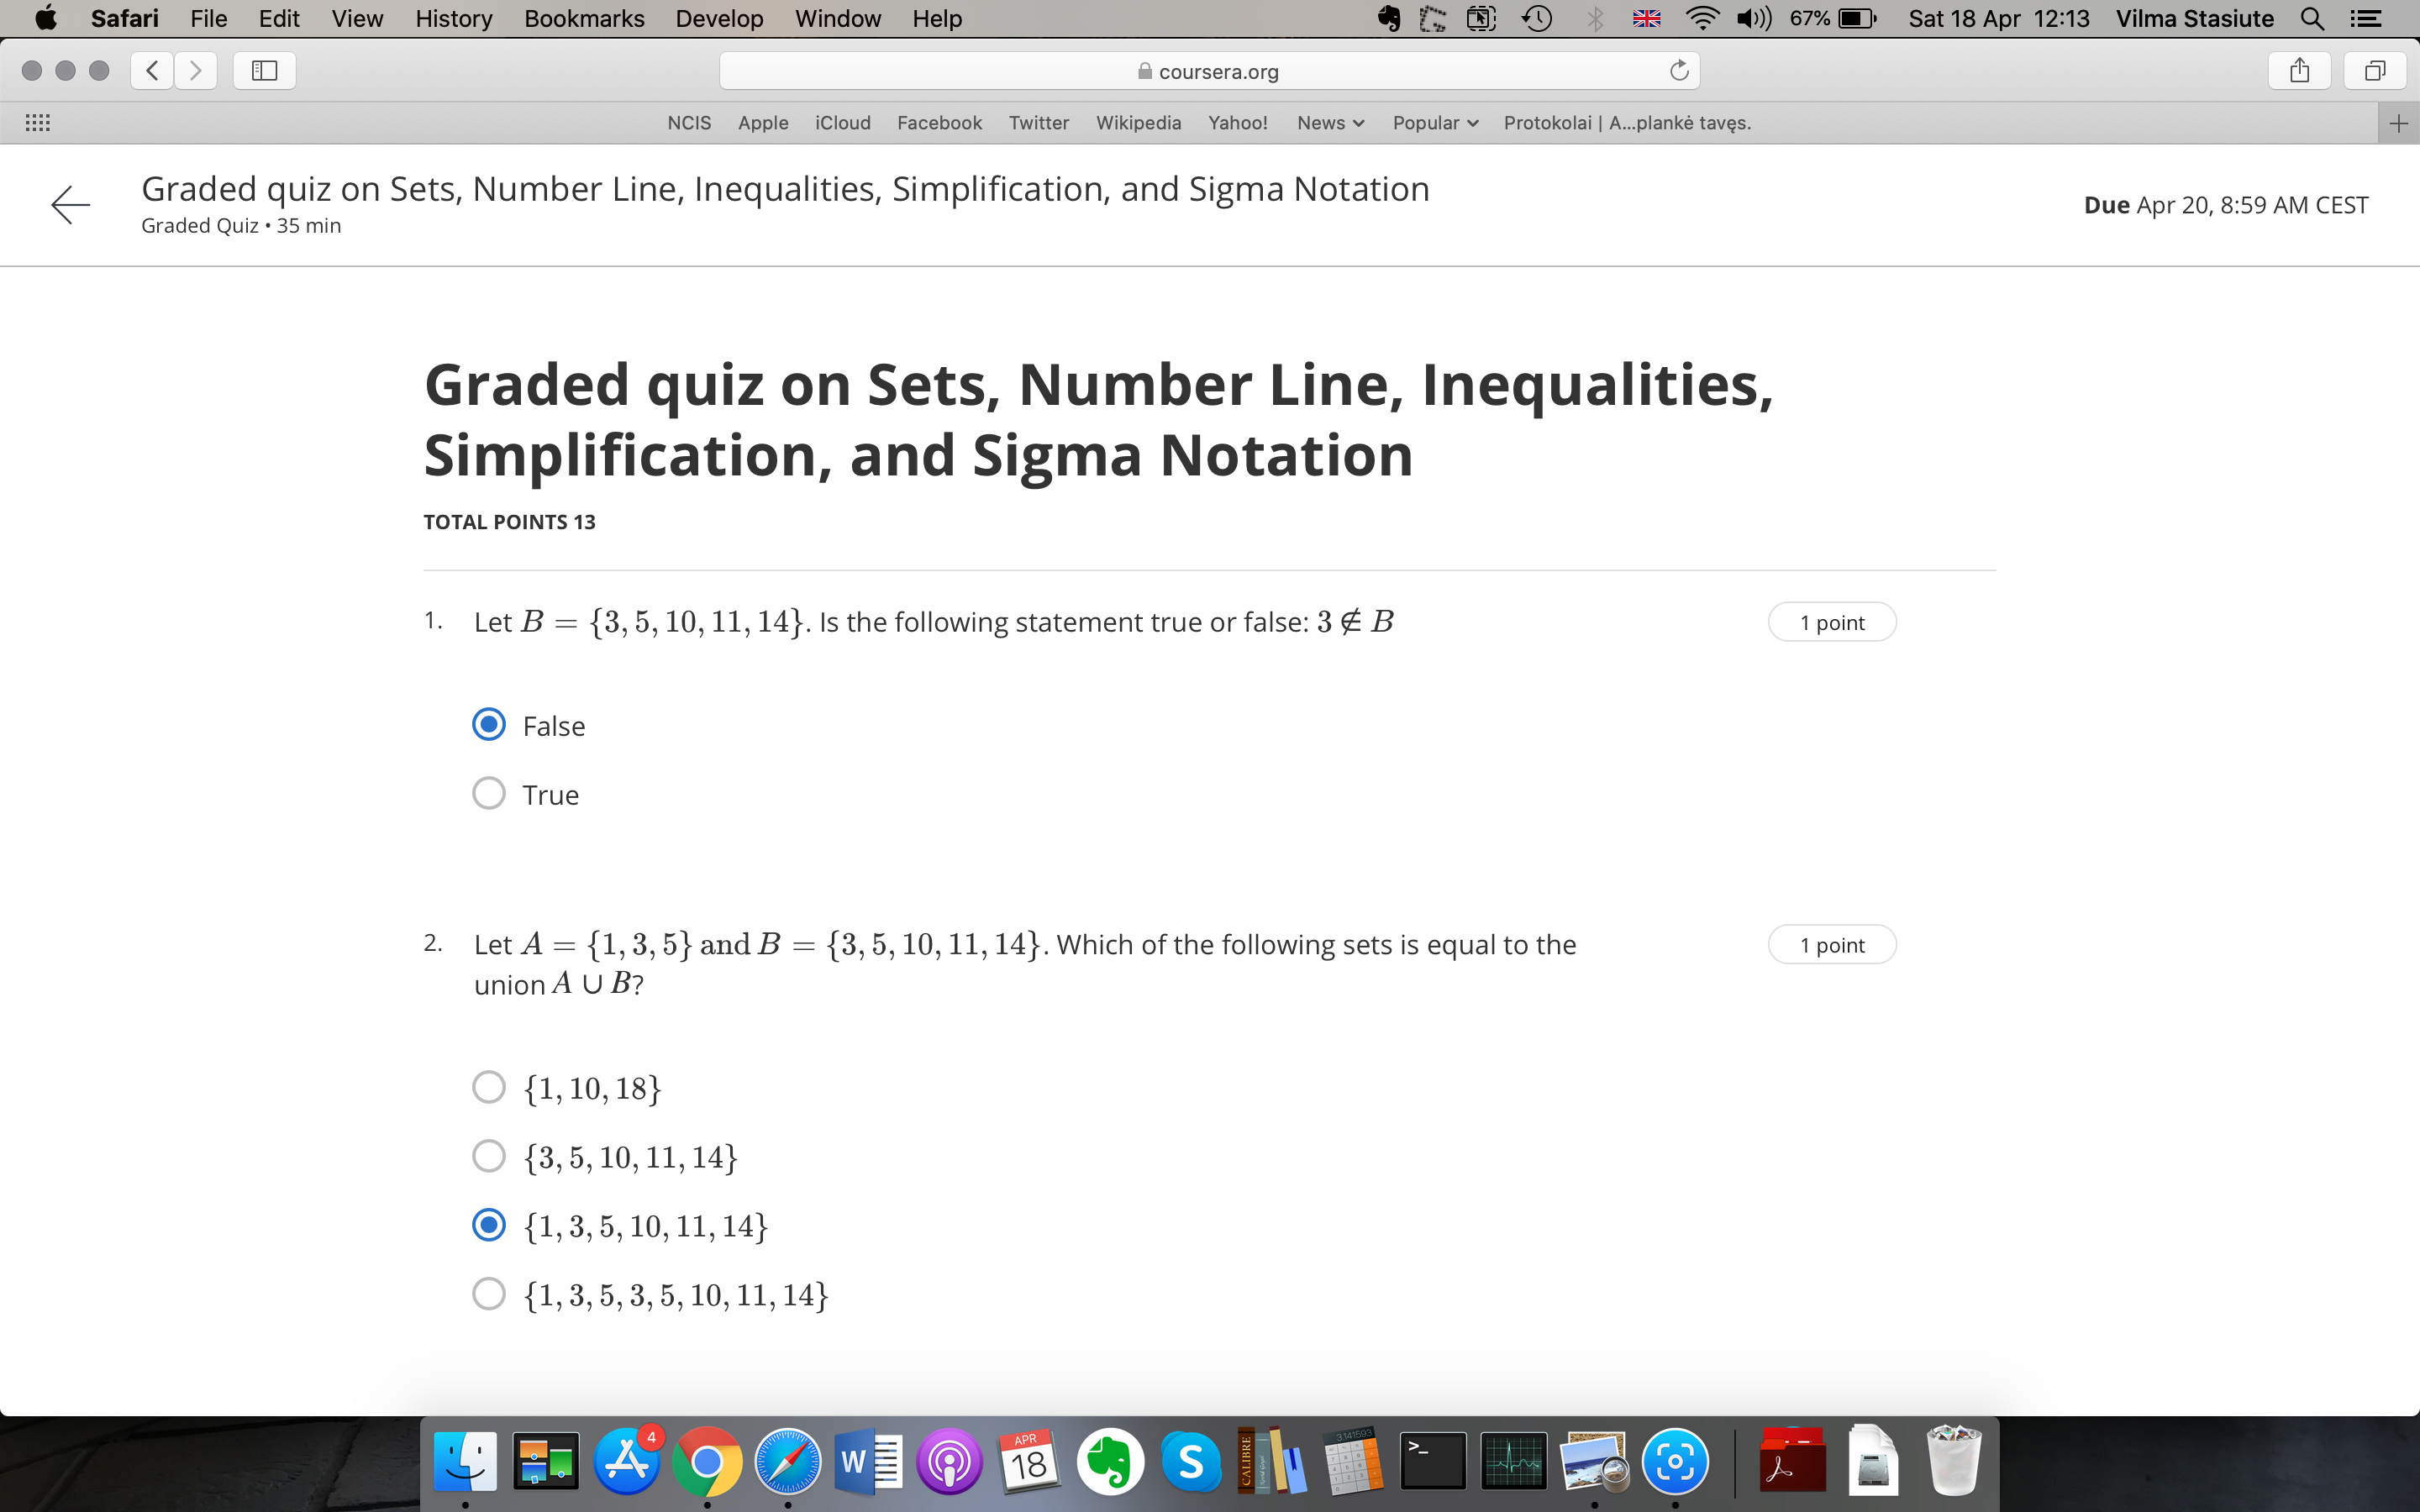 Safari File Edit View History Bookmarks Develop Window Help 67% Sat 18 Apr 12:13 Vilma Stasiute
coursera.org
NCIS Apple iCloud Facebook Twitter Wikipedia Yahoo! News Popular Protokolai | A...plankė tavęs.
Graded quiz on Sets, Number Line, Inequalities, Simplification, and Sigma Notation
Graded Quiz • 35 min
Due Apr 20, 8:59 AM CEST
Graded quiz on Sets, Number Line, Inequalities,
Simplification, and Sigma Notation
TOTAL POINTS 13
1. Let B = {3, 5, 10, 11, 14}. Is the following statement true or false: 3 ∉ B
1 point
False
True
2. Let A = {1, 3, 5} and B = {3, 5, 10, 11, 14}. Which of the following sets is equal to the
union A ∪ B?
1 point
{1, 10, 18}
{3, 5, 10, 11, 14}
{1, 3, 5, 10, 11, 14}
{1, 3, 5, 3, 5, 10, 11, 14}
4
W
APR
18
S
CALIBRE
3.141593
>_